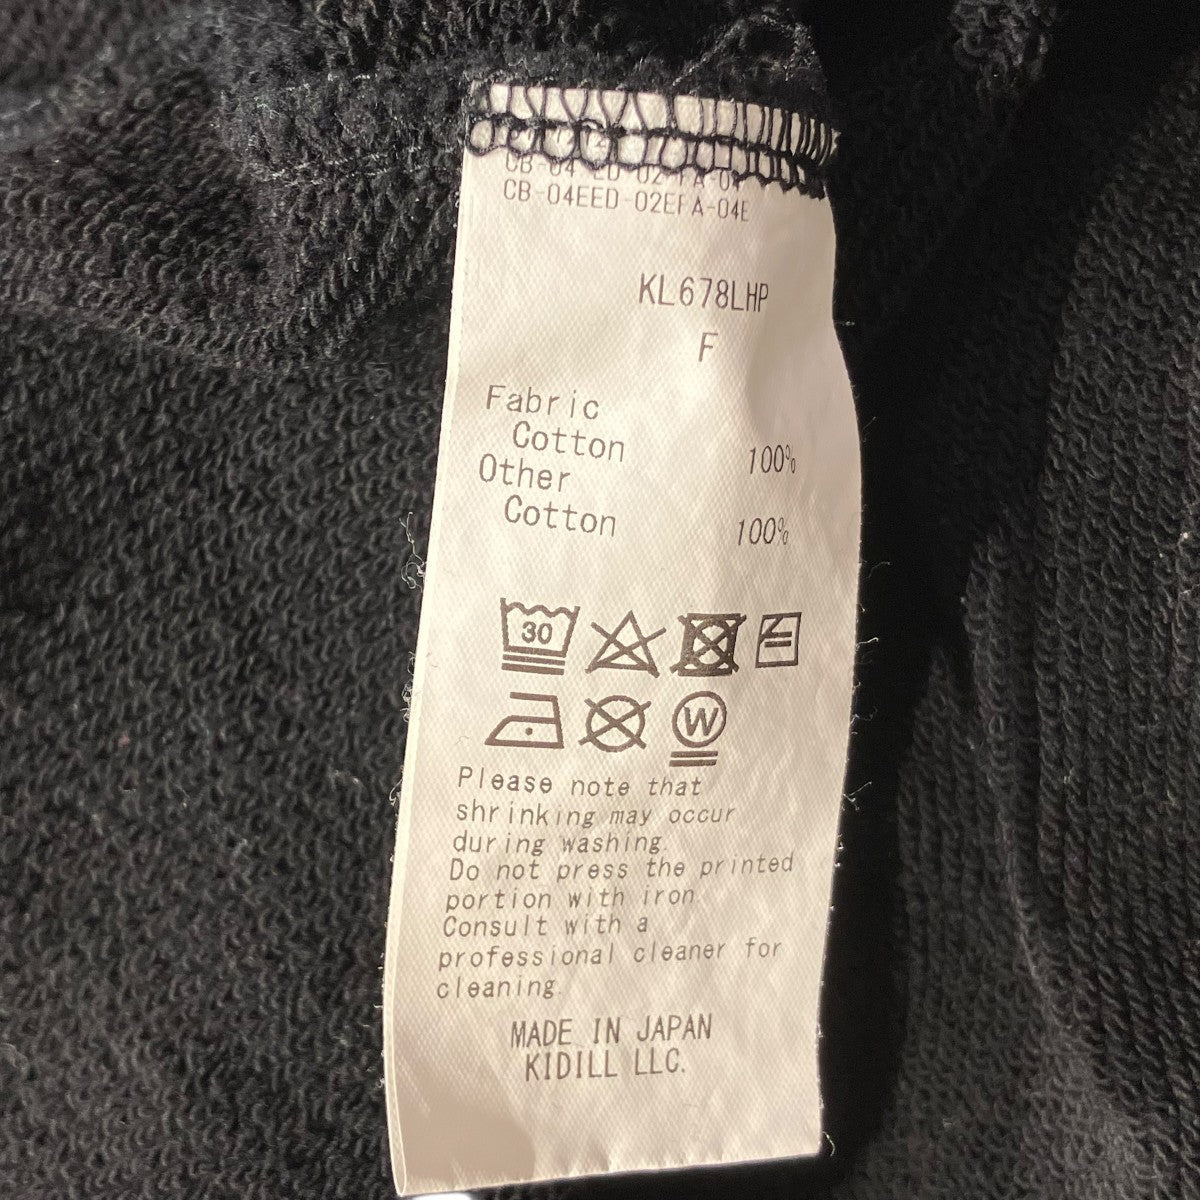 CB-04EED-02EFA-04E
KL678LHP
F
Fabric
Cotton 100%
Other
Cotton 100%
30
W
Please note that
shrinking may occur
during washing.
Do not press the printed
portion with iron.
Consult with a
professional cleaner for
cleaning.
MADE IN JAPAN
KIDILL LLC.